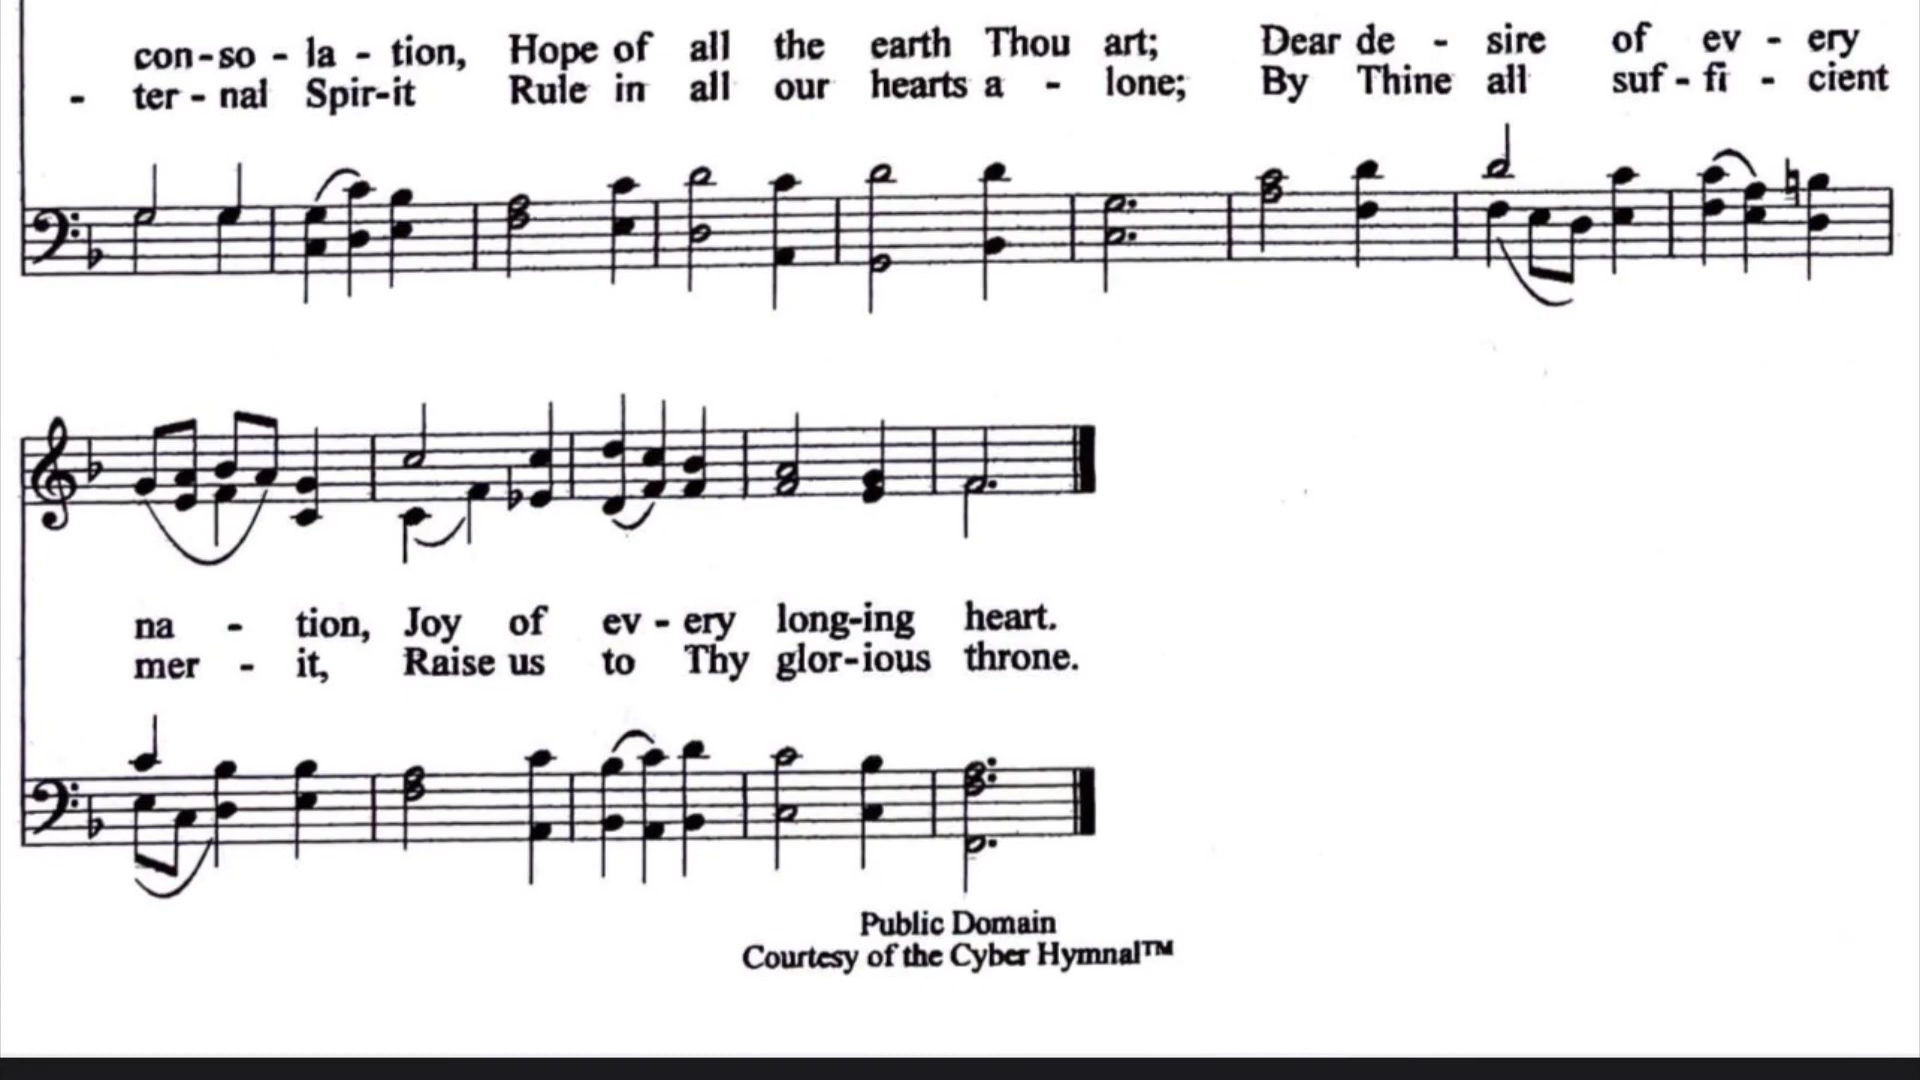 con-so - la - tion, Hope of all the earth Thou art; Dear de - sire of ev - ery
- ter - nal Spir-it Rule in all our hearts a - lone; By Thine all suf - fi - cient
na - tion, Joy of ev - ery long-ing heart.
mer - it, Raise us to Thy glor-ious throne.
Public Domain
Courtesy of the Cyber Hymnal™